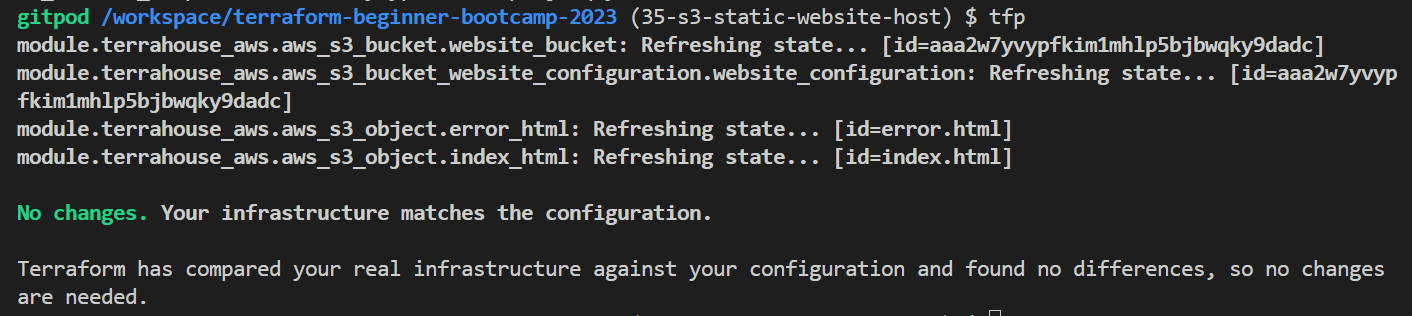 gitpod /workspace/terraform-beginner-bootcamp-2023 (35-s3-static-website-host) $ tfp
module.terrahouse_aws.aws_s3_bucket.website_bucket: Refreshing state... [id=aaa2w7yvypfkim1mhlp5bjbwqky9dadc]
module.terrahouse_aws.aws_s3_bucket_website_configuration.website_configuration: Refreshing state... [id=aaa2w7yvyp
fkim1mhlp5bjbwqky9dadc]
module.terrahouse_aws.aws_s3_object.error_html: Refreshing state... [id=error.html]
module.terrahouse_aws.aws_s3_object.index_html: Refreshing state... [id=index.html]
No changes. Your infrastructure matches the configuration.
Terraform has compared your real infrastructure against your configuration and found no differences, so no changes
are needed.